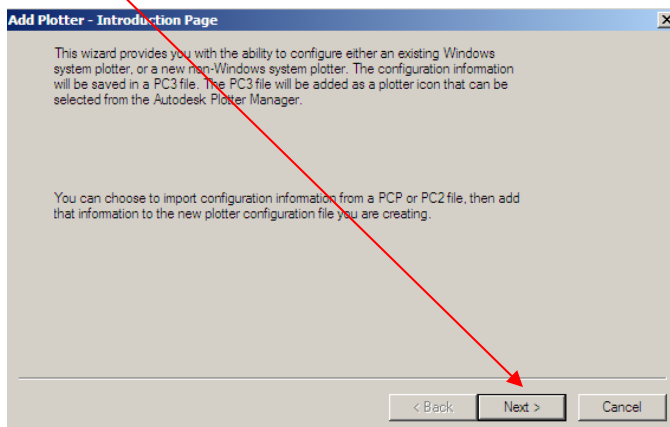 Add Plotter - Introduction Page
This wizard provides you with the ability to configure either an existing Windows
system plotter, or a new non-Windows system plotter. The configuration information
will be saved in a PC3 file. The PC3 file will be added as a plotter icon that can be
selected from the Autodesk Plotter Manager.
You can choose to import configuration information from a PCP or PC2 file, then add
that information to the new plotter configuration file you are creating.
< Back Next > Cancel